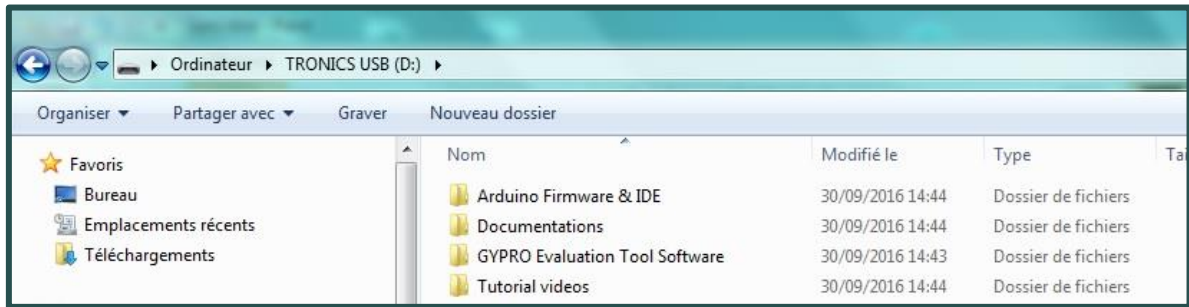 Ordinateur TRONICS USB (D:)
Organiser Partager avec Graver Nouveau dossier
Favoris
Bureau
Emplacements récents
Téléchargements
Nom Modifié le Type Tai
Arduino Firmware & IDE 30/09/2016 14:44 Dossier de fichiers
Documentations 30/09/2016 14:44 Dossier de fichiers
GYPRO Evaluation Tool Software 30/09/2016 14:43 Dossier de fichiers
Tutorial videos 30/09/2016 14:44 Dossier de fichiers